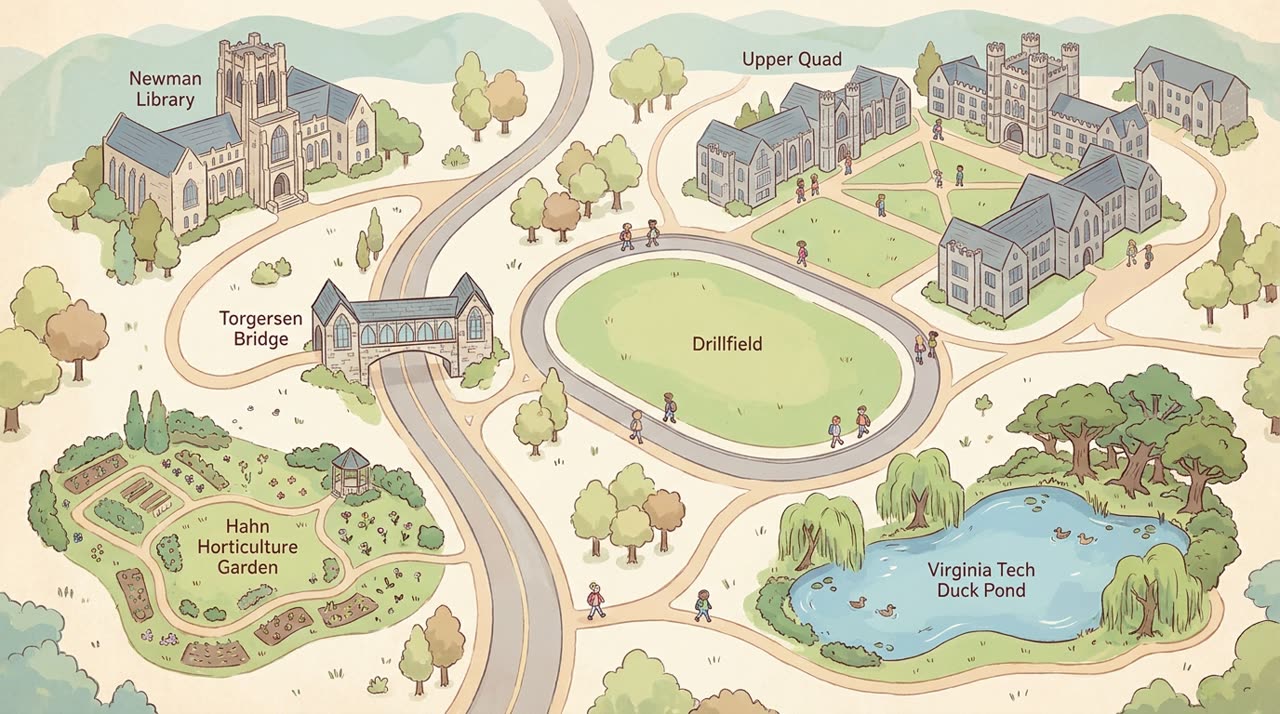 Newman
Library
Upper Quad
Torgersen
Bridge
Drillfield
Hahn
Horticulture
Garden
Virginia Tech
Duck Pond